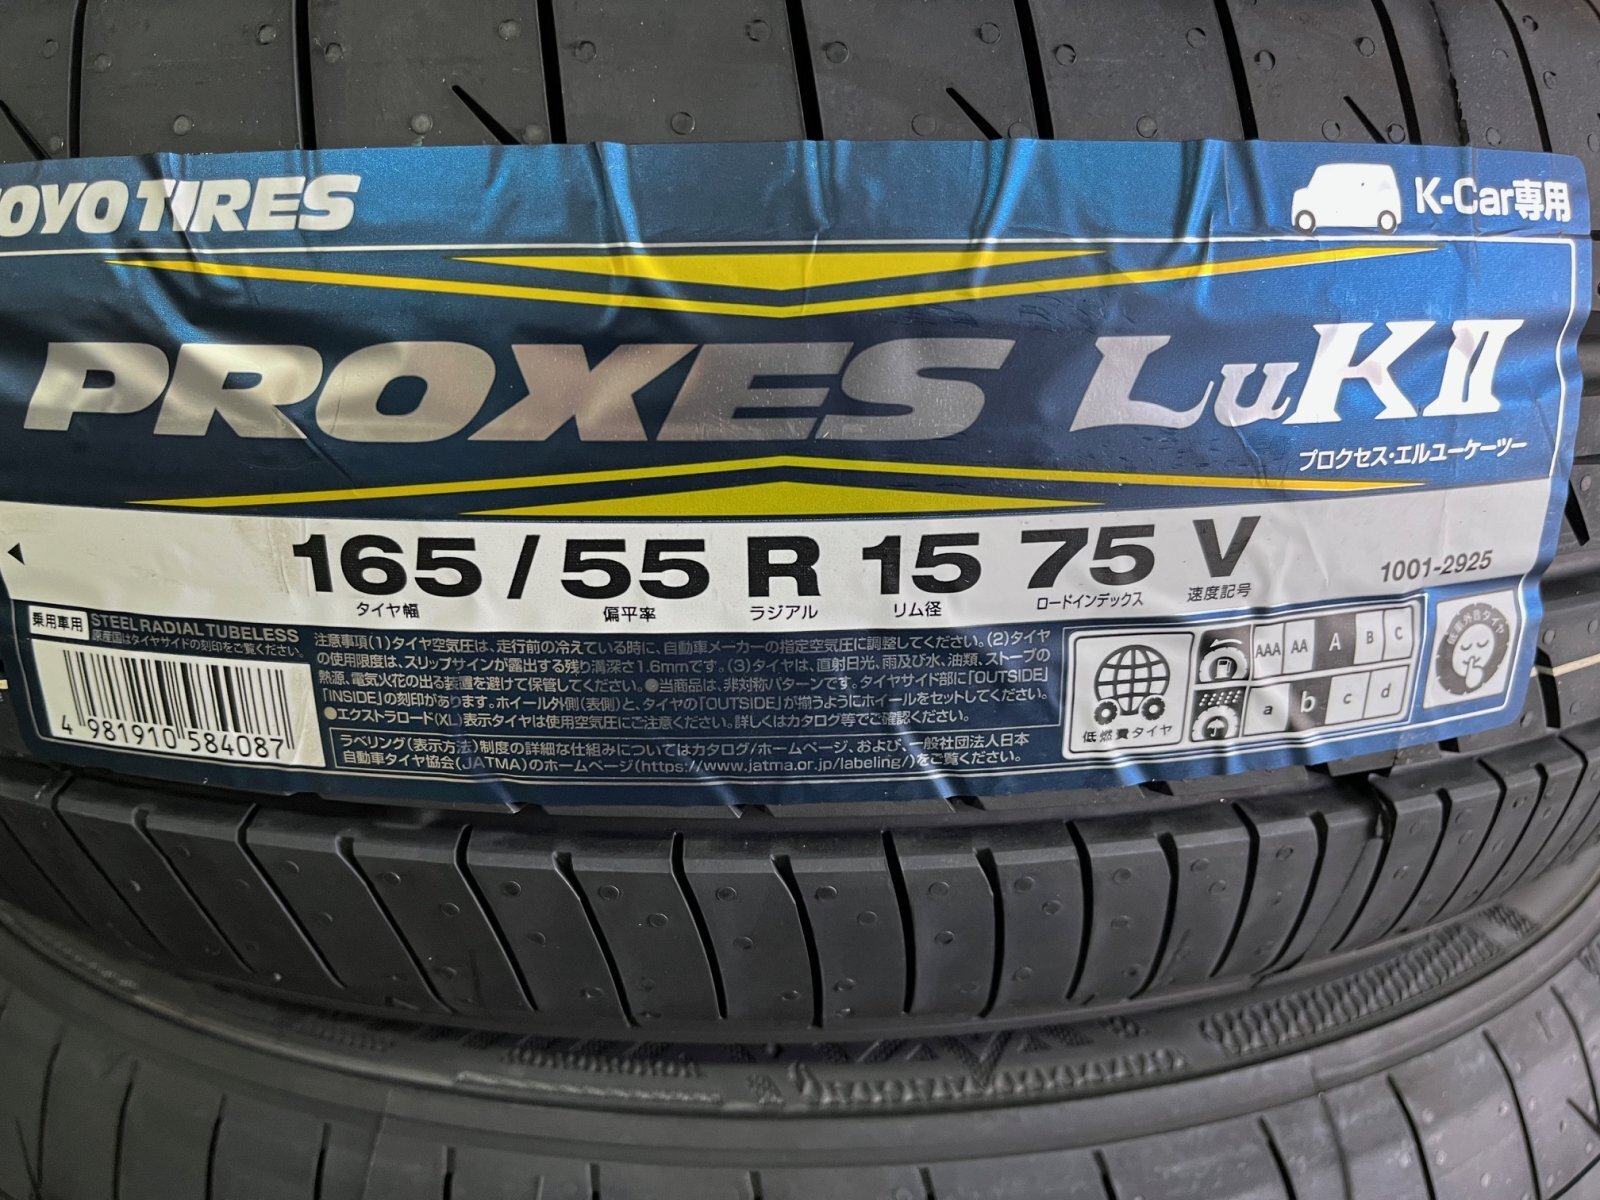 TOYO TIRES
K-Car専用
PROXES LuKⅡ
プロクセス・エルユーケーツー
165 / 55 R 15 75 V
タイヤ幅 偏平率 ラジアル リム径 ロードインデックス 速度記号
1001-2925
乗用車用 STEEL RADIAL TUBELESS
原産国はタイヤサイドの刻印をご覧ください。
4 981910 584087
注意事項(1)タイヤ空気圧は、走行前の冷えている時に、自動車メーカーの指定空気圧に調整してください。(2)タイヤ
の使用限度は、スリップサインが露出する残り溝深さ1.6mmです。(3)タイヤは、直射日光、雨及び水、油類、ストーブの
熱源、電気火花の出る装置を避けて保管してください。●当商品は、非対称パターンです。タイヤサイド部に「OUTSIDE」
「INSIDE」の刻印があります。ホイール外側(表側)と、タイヤの「OUTSIDE」が揃うようにホイールをセットしてください。
●エクストラロード(XL)表示タイヤは使用空気圧にご注意ください。詳しくはカタログ等でご確認ください。
ラベリング(表示方法)制度の詳細な仕組みについてはカタログ/ホームページ、および、一般社団法人日本
自動車タイヤ協会(JATMA)のホームページ(https://www.jatma.or.jp/labeling/)をご覧ください。
低燃費タイヤ
AAA AA A B C
a b c d
低車外音タイヤ